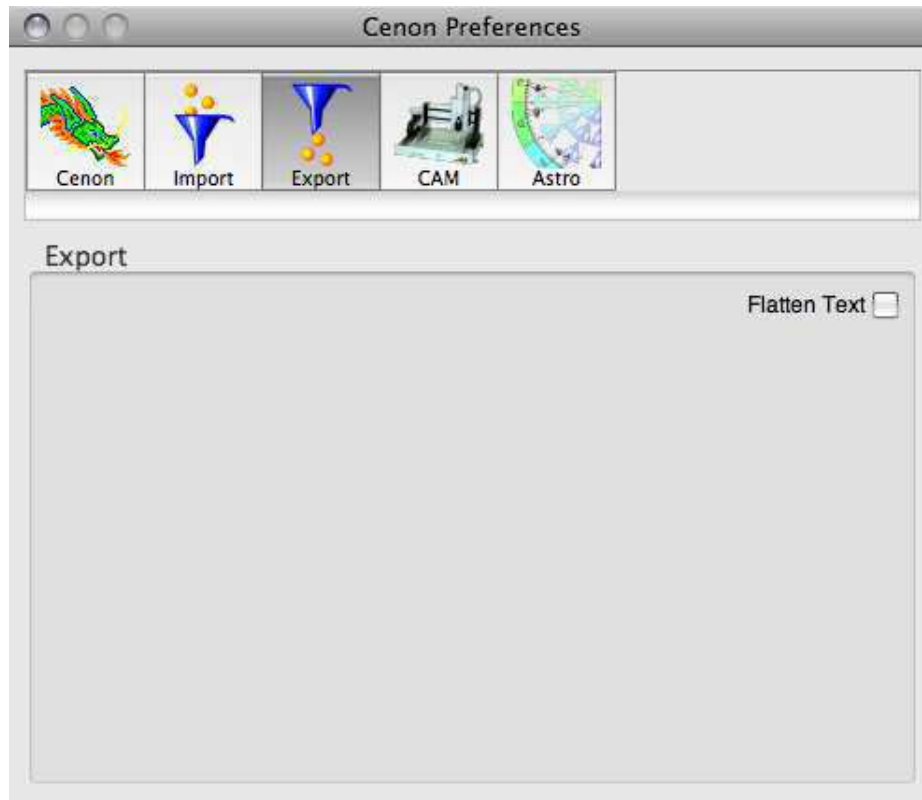 Cenon Preferences
Cenon Import Export CAM Astro
Export
Flatten Text